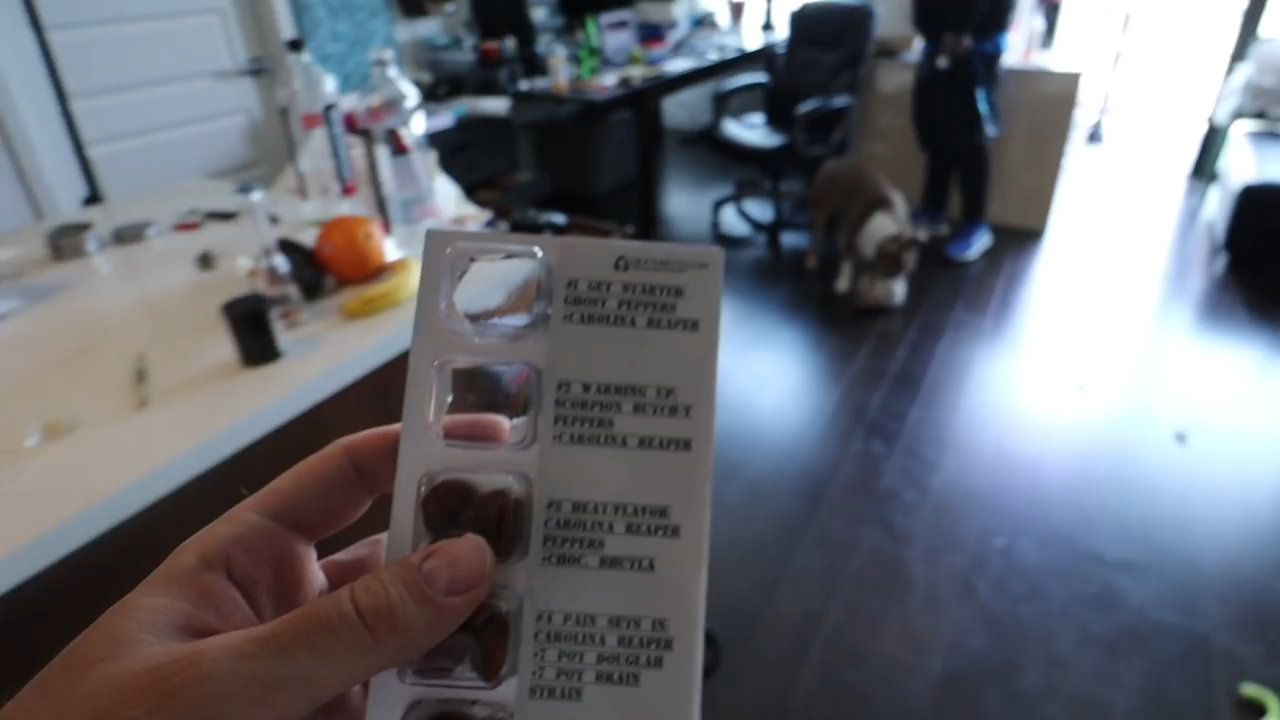 #1 GET STARTED:
GHOST PEPPERS
+CAROLINA REAPER
#2 WARMING UP:
SCORPION BUTCH-T
PEPPERS
+CAROLINA REAPER
#3 HEAT/FLAVOR:
CAROLINA REAPER
PEPPERS
+CHOC. BHUTLA
#4 PAIN SETS IN:
CAROLINA REAPER
+7 POT DOUGLAH
+7 POT BRAIN
STRAIN